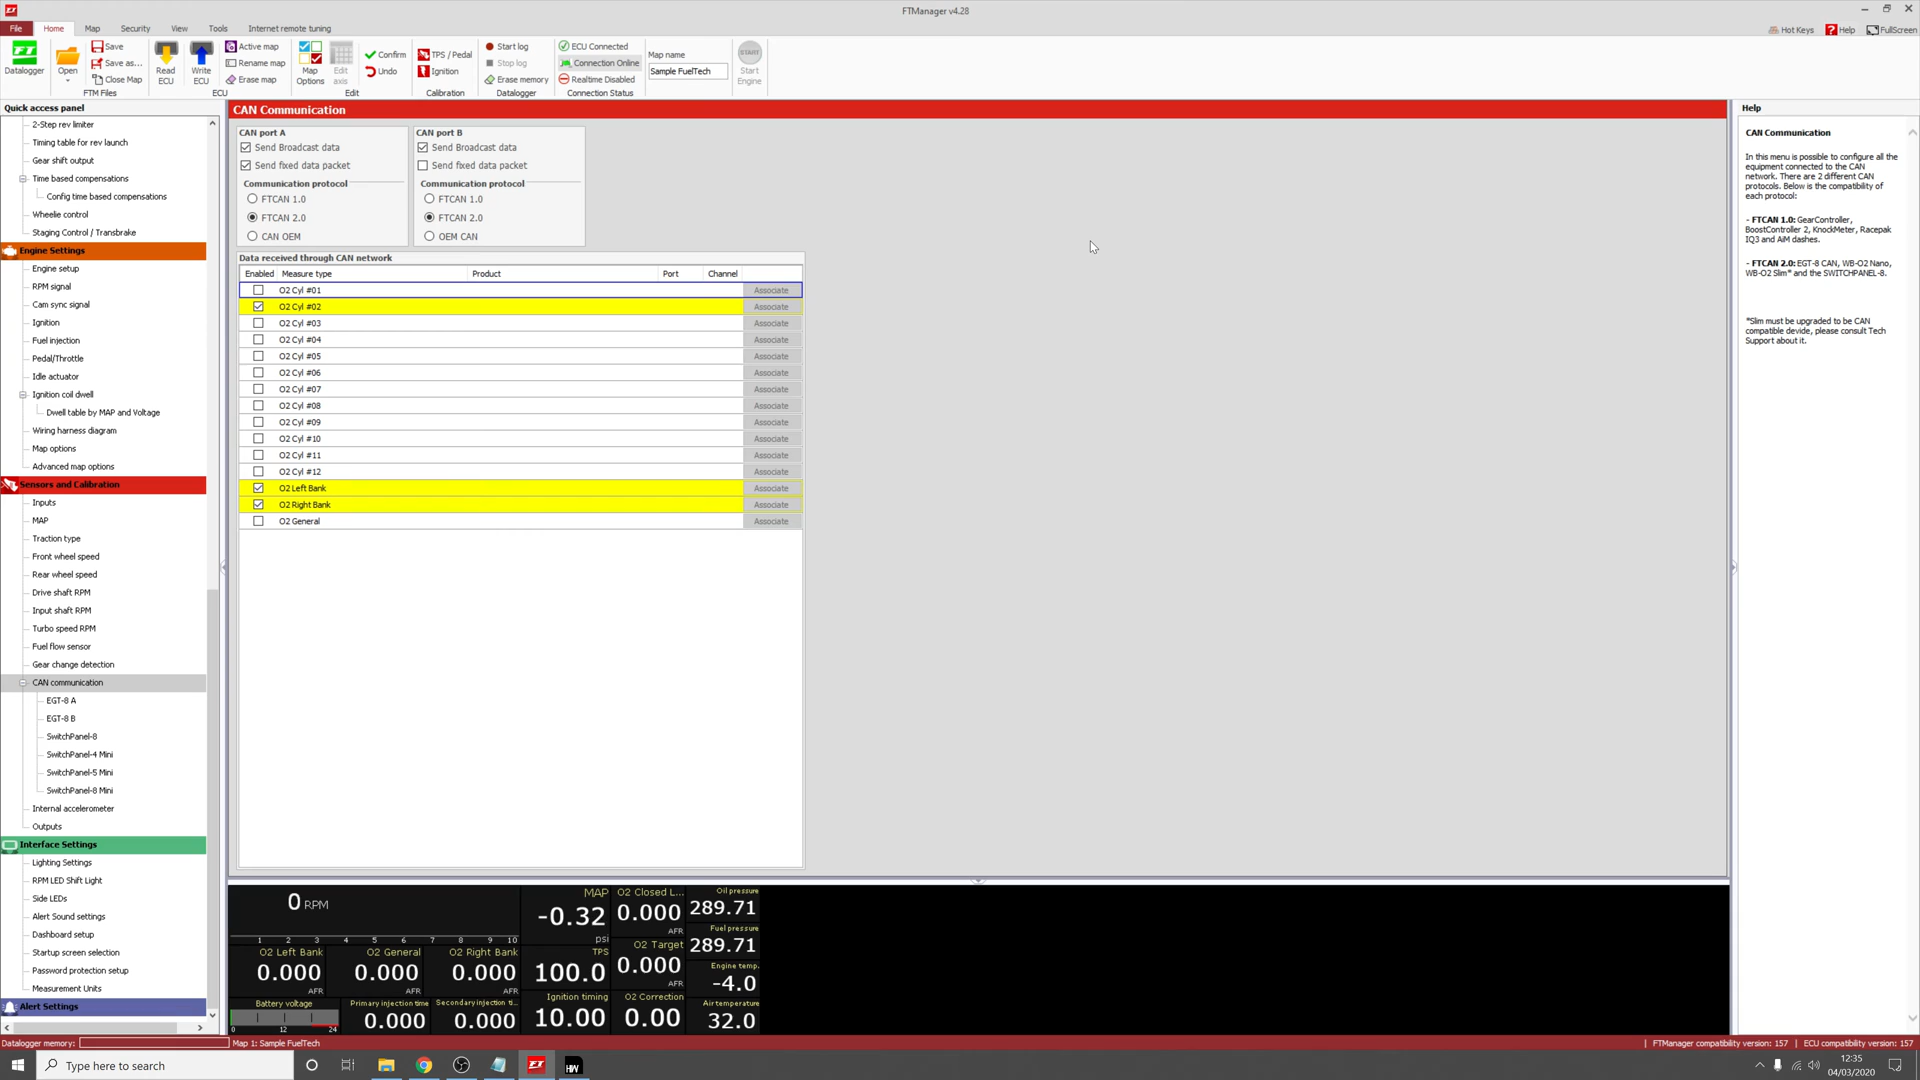 FTManager v4.28
File Home Map Security View Tools Internet remote tuning
Hot Keys Help FullScreen
FT Datalogger
Open
Save
Save as...
Close Map
FTM Files
Read ECU
Write ECU
Active map
Rename map
Erase map
ECU
Map Options
Edit axis
Confirm
Undo
Edit
TPS / Pedal
Ignition
Calibration
Start log
Stop log
Erase memory
Datalogger
ECU Connected
Connection Online
Realtime Disabled
Connection Status
Map name
Sample FuelTech
START
Start Engine
Quick access panel
2-Step rev limiter
Timing table for rev launch
Gear shift output
Time based compensations
Config time based compensations
Wheelie control
Staging Control / Transbrake
Engine Settings
Engine setup
RPM signal
Cam sync signal
Ignition
Fuel injection
Pedal/Throttle
Idle actuator
Ignition coil dwell
Dwell table by MAP and Voltage
Wiring harness diagram
Map options
Advanced map options
Sensors and Calibration
Inputs
MAP
Traction type
Front wheel speed
Rear wheel speed
Drive shaft RPM
Input shaft RPM
Turbo speed RPM
Fuel flow sensor
Gear change detection
CAN communication
EGT-8 A
EGT-8 B
SwitchPanel-8
SwitchPanel-4 Mini
SwitchPanel-5 Mini
SwitchPanel-8 Mini
Internal accelerometer
Outputs
Interface Settings
Lighting Settings
RPM LED Shift Light
Side LEDs
Alert Sound settings
Dashboard setup
Startup screen selection
Password protection setup
Measurement Units
Alert Settings
CAN Communication
CAN port A
Send Broadcast data
Send fixed data packet
Communication protocol
FTCAN 1.0
FTCAN 2.0
CAN OEM
CAN port B
Send Broadcast data
Send fixed data packet
Communication protocol
FTCAN 1.0
FTCAN 2.0
OEM CAN
Data received through CAN network
Enabled Measure type Product Port Channel
O2 Cyl #01 Associate
O2 Cyl #02 Associate
O2 Cyl #03 Associate
O2 Cyl #04 Associate
O2 Cyl #05 Associate
O2 Cyl #06 Associate
O2 Cyl #07 Associate
O2 Cyl #08 Associate
O2 Cyl #09 Associate
O2 Cyl #10 Associate
O2 Cyl #11 Associate
O2 Cyl #12 Associate
O2 Left Bank Associate
O2 Right Bank Associate
O2 General Associate
0 RPM
1 2 3 4 5 6 7 8 9 10
O2 Left Bank
0.000
AFR
O2 General
0.000
AFR
O2 Right Bank
0.000
AFR
Battery voltage
0 12 24
Primary injection time
0.000
Secondary injection ti...
0.000
MAP
-0.32
psi
TPS
100.0
Ignition timing
10.00
O2 Closed L...
0.000
AFR
O2 Target
0.000
AFR
O2 Correction
0.00
Oil pressure
289.71
Fuel pressure
289.71
Engine temp.
-4.0
Air temperature
32.0
Help
CAN Communication
In this menu is possible to configure all the
equipment connected to the CAN
network. There are 2 different CAN
protocols. Below is the compatibility of
each protocol:
- FTCAN 1.0: GearController,
BoostController 2, KnockMeter, Racepak
IQ3 and AiM dashes.
- FTCAN 2.0: EGT-8 CAN, WB-O2 Nano,
WB-O2 Slim* and the SWITCHPANEL-8.
*Slim must be upgraded to be CAN
compatible devide, please consult Tech
Support about it.
Datalogger memory: Map 1: Sample FuelTech FTManager compatibility version: 157 ECU compatibility version: 157
Type here to search
FT
HW
12:35
04/03/2020